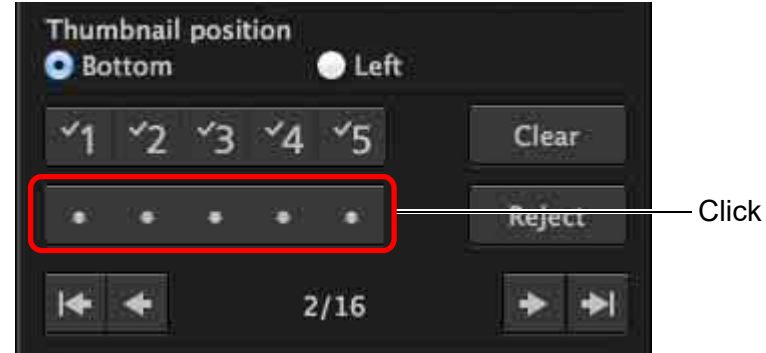 Thumbnail position
Bottom Left
✓1 ✓2 ✓3 ✓4 ✓5 Clear
• • • • • Reject Click
2/16